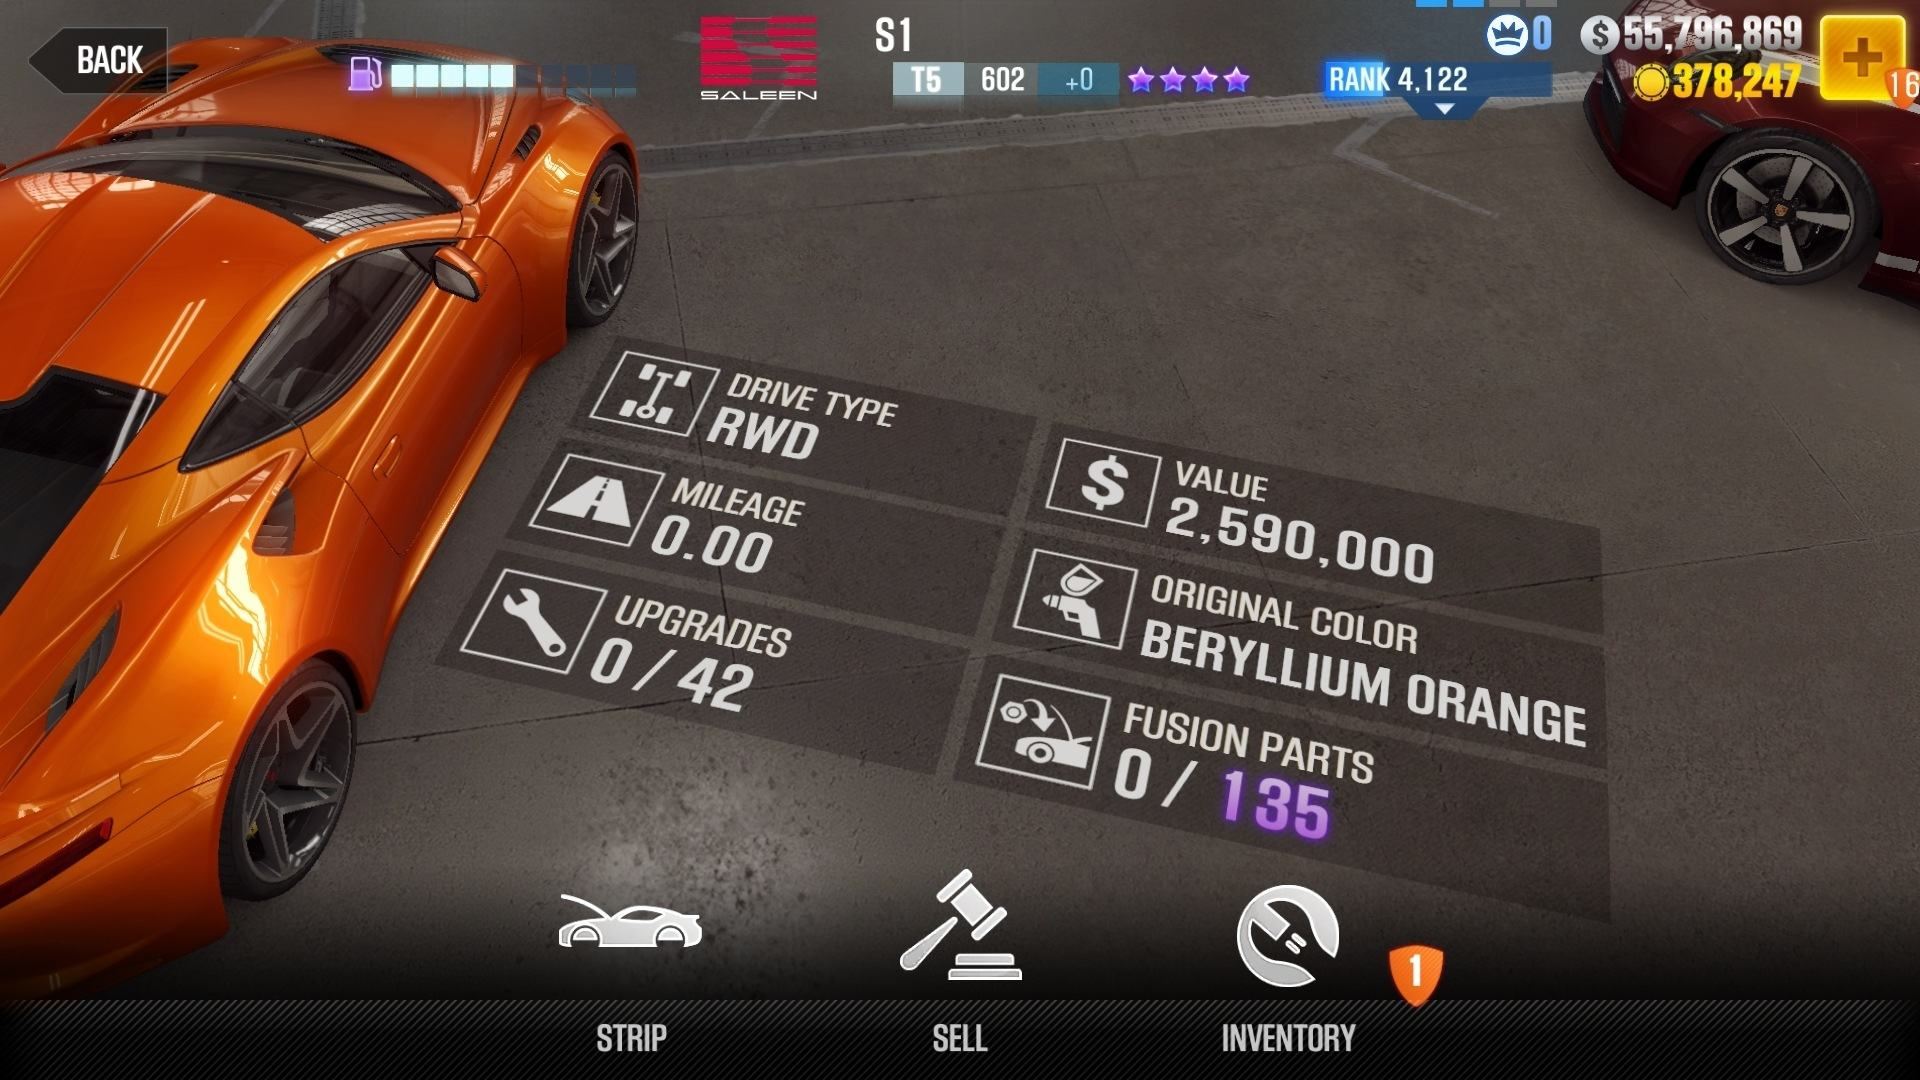 BACK
SALEEN
S1
T5 602 +0
RANK 4,122
0
55,796,869
378,247
16
DRIVE TYPE
RWD
MILEAGE
0.00
UPGRADES
0 / 42
VALUE
2,590,000
ORIGINAL COLOR
BERYLLIUM ORANGE
FUSION PARTS
0 / 135
STRIP
SELL
INVENTORY
1